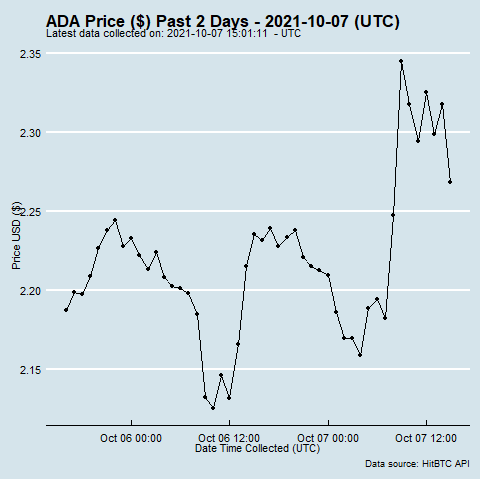 ADA Price ($) Past 2 Days - 2021-10-07 (UTC)
Latest data collected on: 2021-10-07 15:01:11  - UTC
2.35
2.30
2.25
2.20
2.15
Price USD ($)
Oct 06 00:00
Oct 06 12:00
Oct 07 00:00
Oct 07 12:00
Date Time Collected (UTC)
Data source: HitBTC API